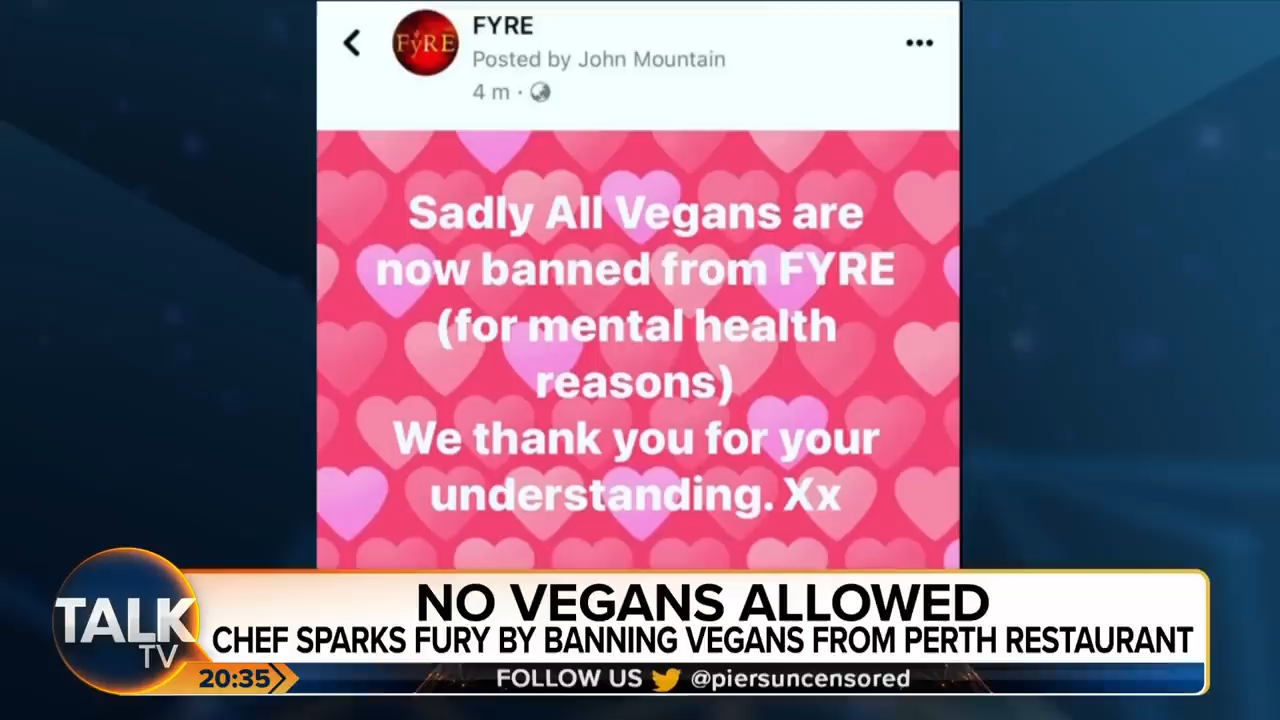 FYRE
FyRE
Posted by John Mountain
4 m ·
Sadly All Vegans are
now banned from FYRE
(for mental health
reasons)
We thank you for your
understanding. Xx
NO VEGANS ALLOWED
CHEF SPARKS FURY BY BANNING VEGANS FROM PERTH RESTAURANT
TALK
TV
20:35
FOLLOW US @piersuncensored